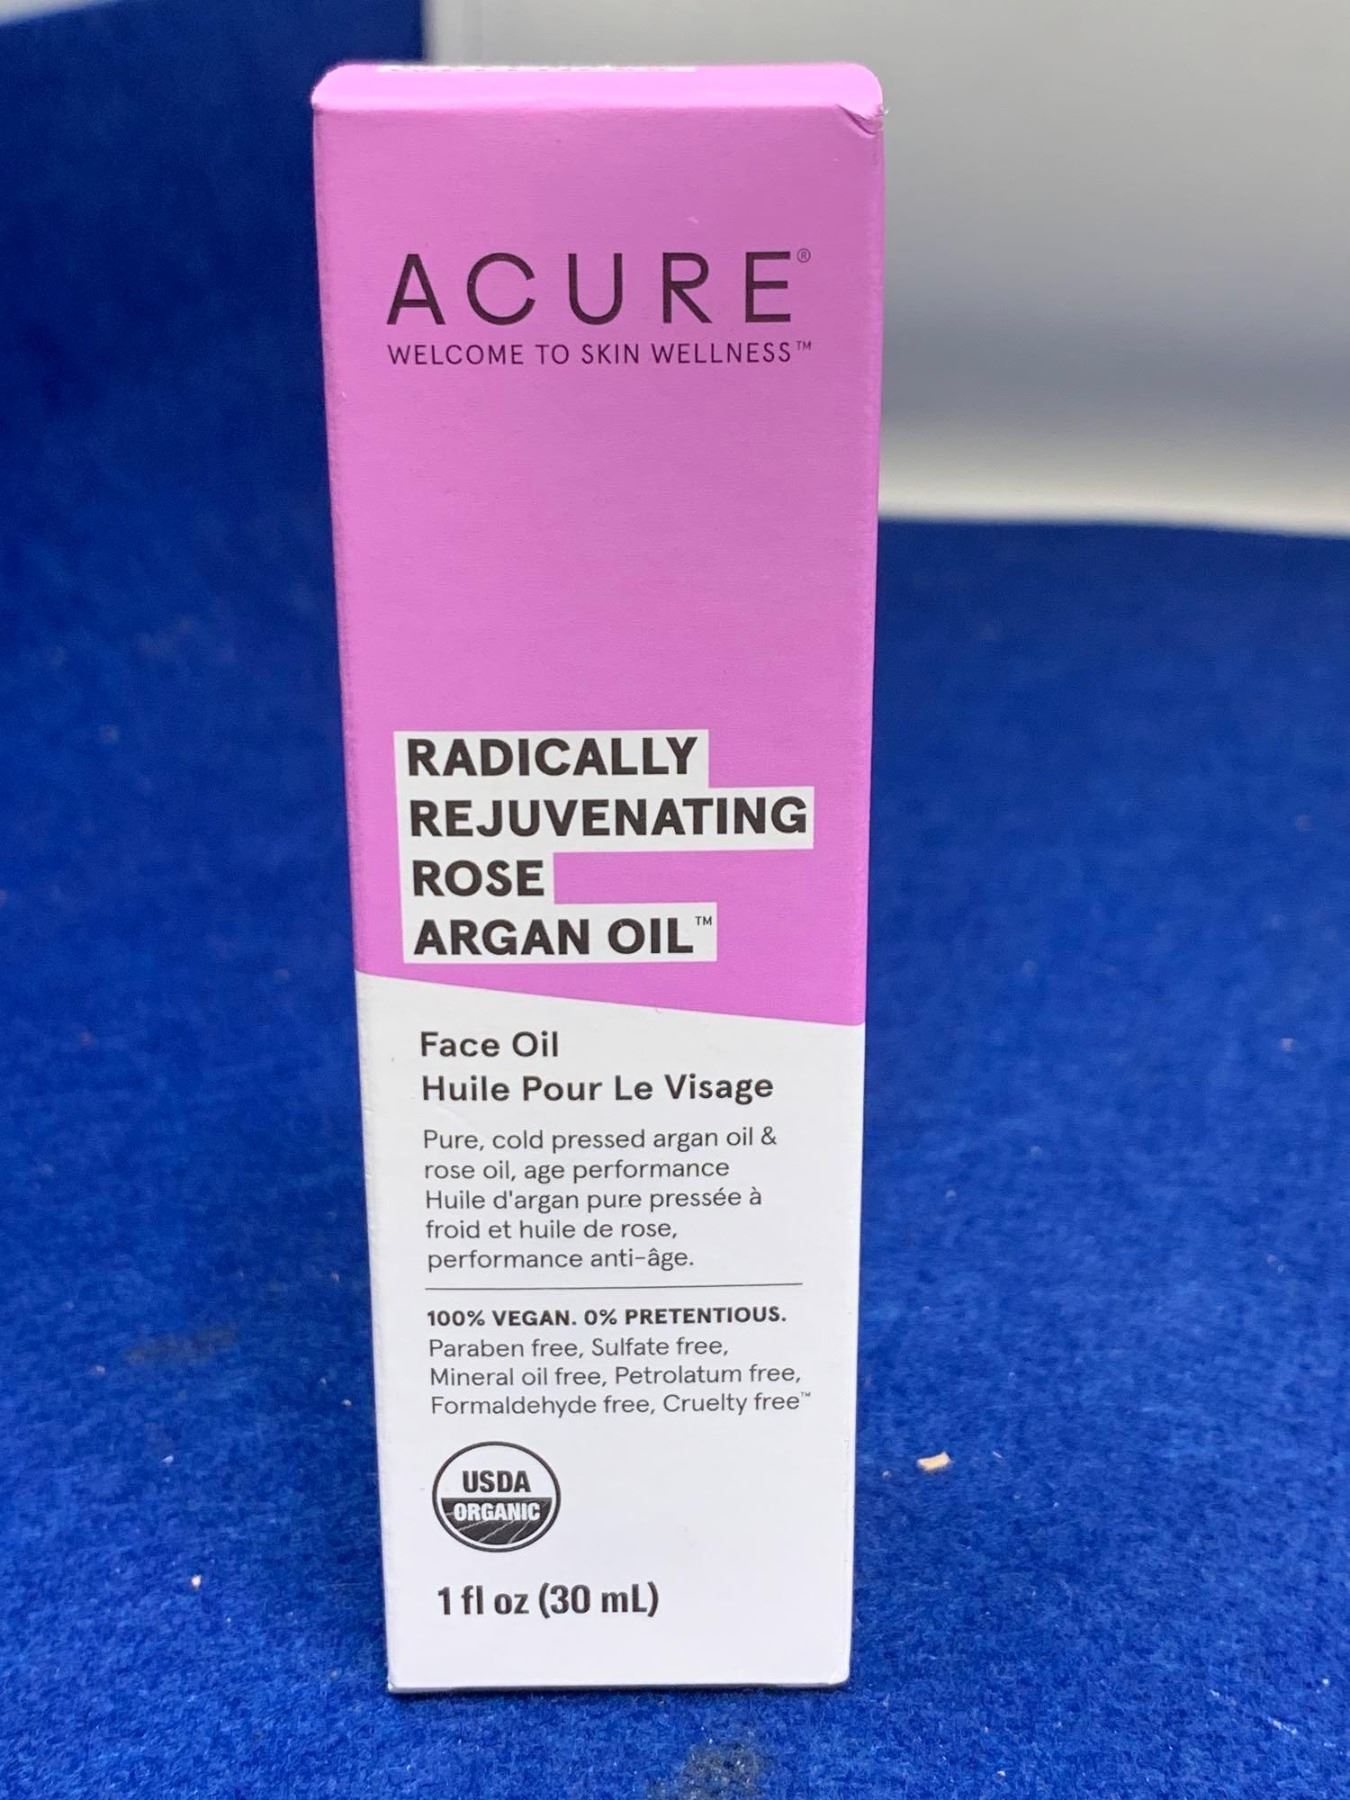 ACURE®
WELCOME TO SKIN WELLNESS™
RADICALLY
REJUVENATING
ROSE
ARGAN OIL™
Face Oil
Huile Pour Le Visage
Pure, cold pressed argan oil &
rose oil, age performance
Huile d'argan pure pressée à
froid et huile de rose,
performance anti-âge.
100% VEGAN. 0% PRETENTIOUS.
Paraben free, Sulfate free,
Mineral oil free, Petrolatum free,
Formaldehyde free, Cruelty free™
USDA
ORGANIC
1 fl oz (30 mL)